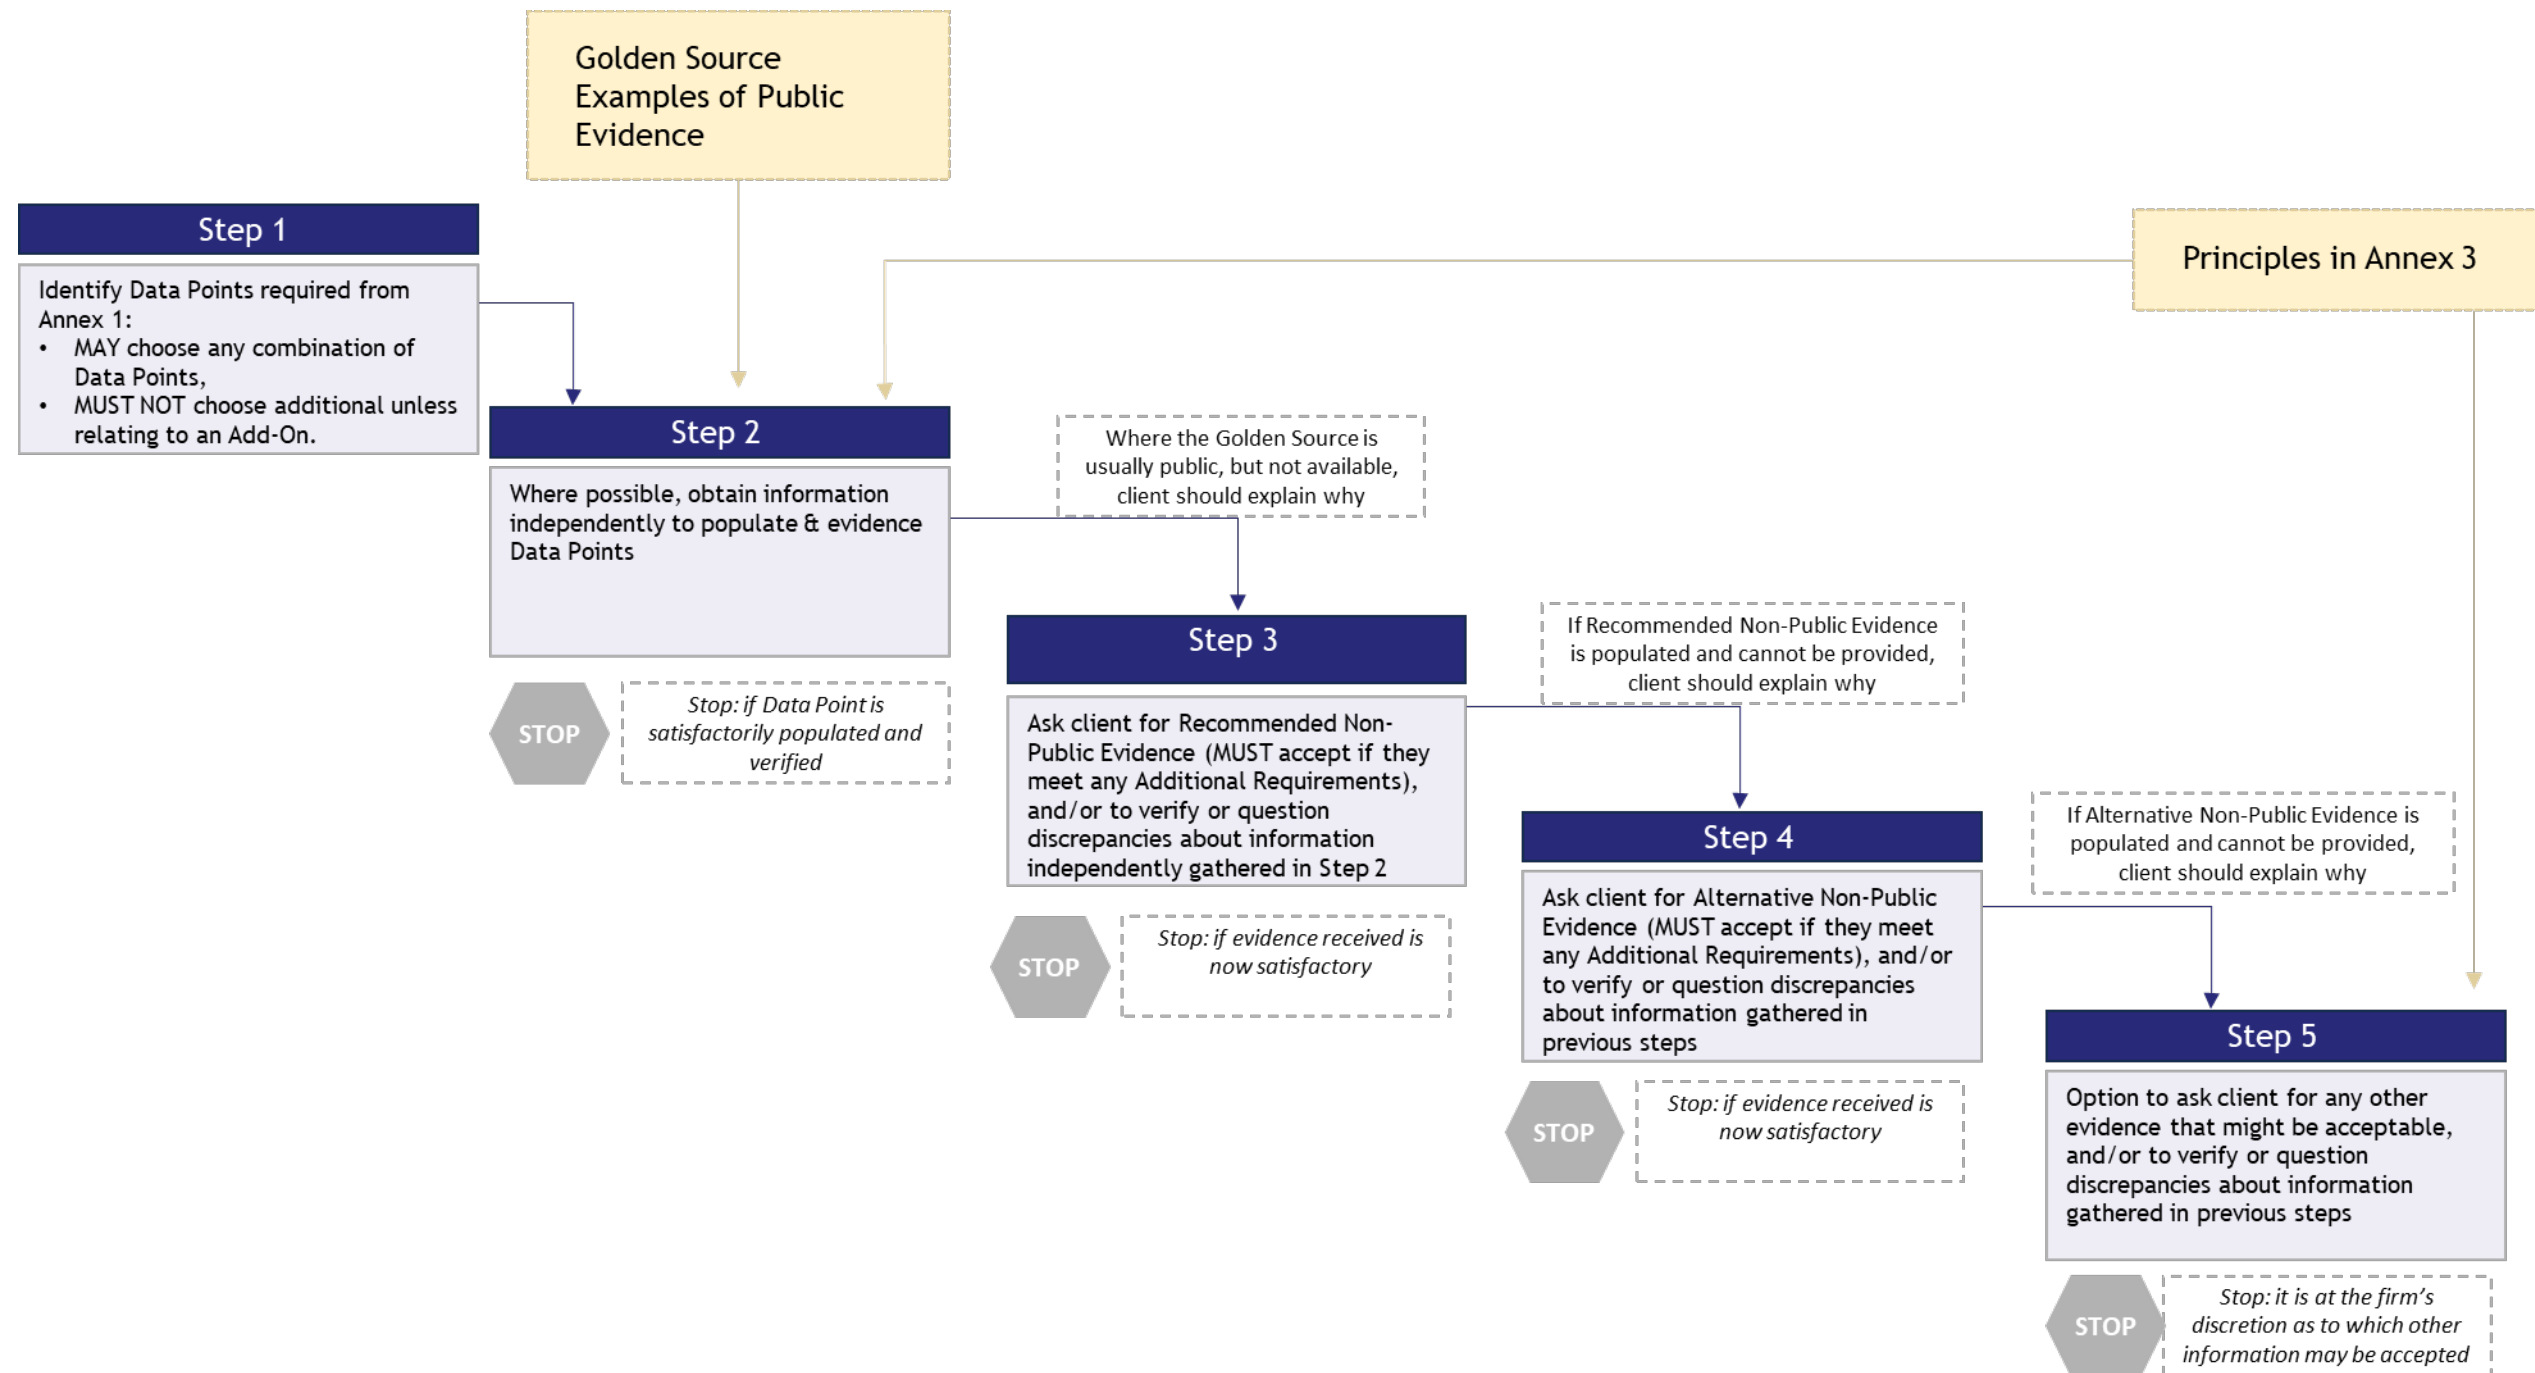 Golden Source
Examples of Public
Evidence
Step 1
Identify Data Points required from
Annex 1:
• MAY choose any combination of
Data Points,
• MUST NOT choose additional unless
relating to an Add-On.
Principles in Annex 3
Step 2
Where possible, obtain information
independently to populate & evidence
Data Points
STOP
Stop: if Data Point is
satisfactorily populated and
verified
Where the Golden Source is
usually public, but not available,
client should explain why
Step 3
Ask client for Recommended Non-
Public Evidence (MUST accept if they
meet any Additional Requirements),
and/or to verify or question
discrepancies about information
independently gathered in Step 2
STOP
Stop: if evidence received is
now satisfactory
If Recommended Non-Public Evidence
is populated and cannot be provided,
client should explain why
Step 4
Ask client for Alternative Non-Public
Evidence (MUST accept if they meet
any Additional Requirements), and/or
to verify or question discrepancies
about information gathered in
previous steps
STOP
Stop: if evidence received is
now satisfactory
If Alternative Non-Public Evidence is
populated and cannot be provided,
client should explain why
Step 5
Option to ask client for any other
evidence that might be acceptable,
and/or to verify or question
discrepancies about information
gathered in previous steps
STOP
Stop: it is at the firm's
discretion as to which other
information may be accepted